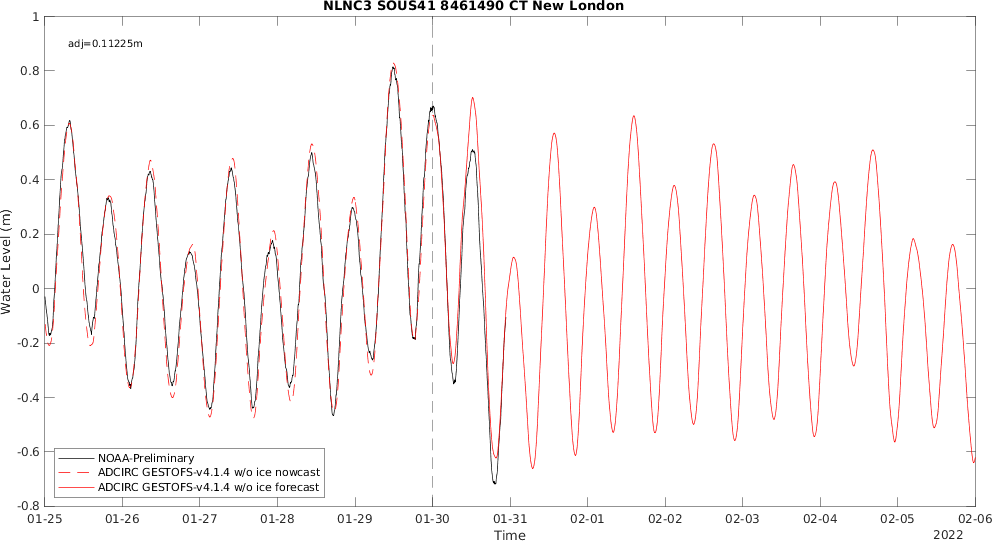 NLNC3 SOUS41 8461490 CT New London
adj=0.11225m
1
0.8
0.6
0.4
0.2
0
-0.2
-0.4
-0.6
-0.8
Water Level (m)
NOAA-Preliminary
ADCIRC GESTOFS-v4.1.4 w/o ice nowcast
ADCIRC GESTOFS-v4.1.4 w/o ice forecast
01-25 01-26 01-27 01-28 01-29 01-30 01-31 02-01 02-02 02-03 02-04 02-05 02-06
Time
2022